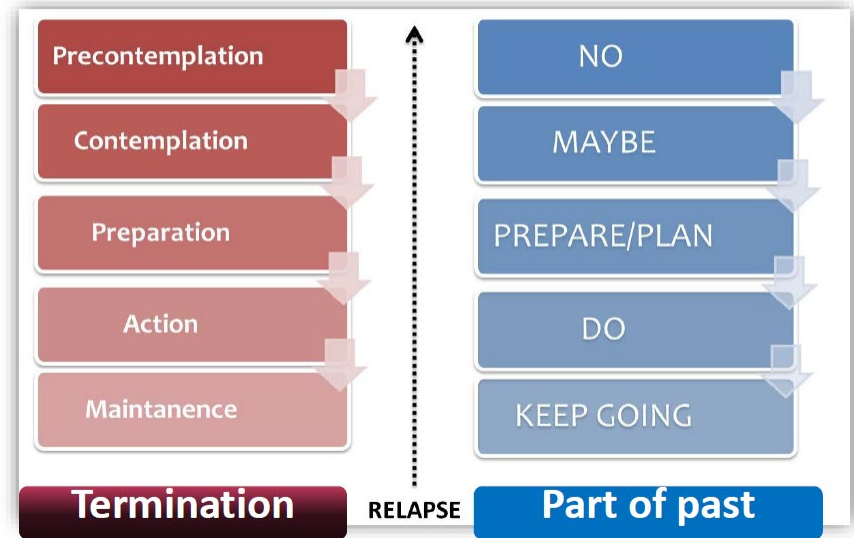 Precontemplation
NO
Contemplation
MAYBE
Preparation
PREPARE/PLAN
Action
DO
Maintanence
KEEP GOING
Termination
RELAPSE
Part of past